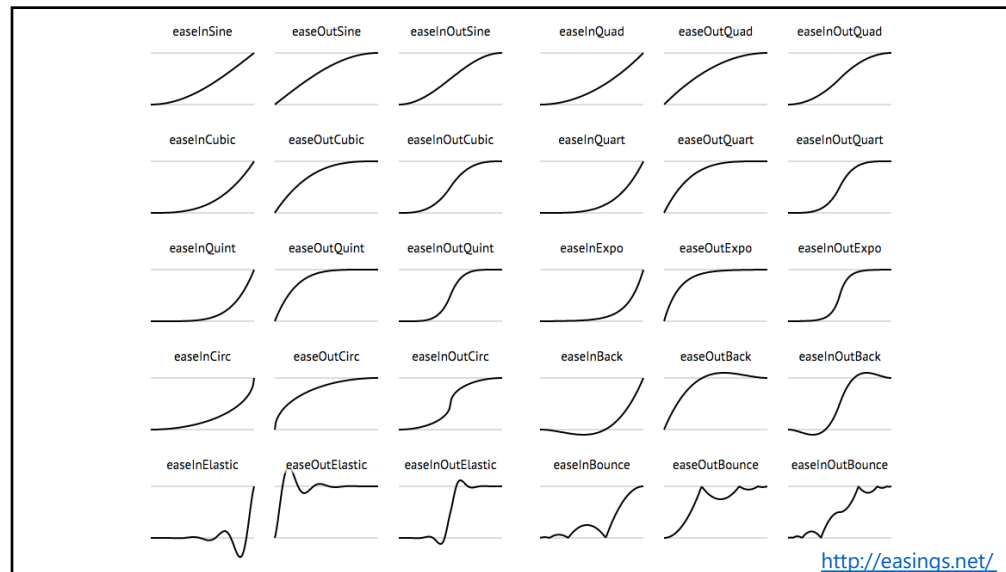 easeInSine easeOutSine easeInOutSine easeInQuad easeOutQuad easeInOutQuad
easeInCubic easeOutCubic easeInOutCubic easeInQuart easeOutQuart easeInOutQuart
easeInQuint easeOutQuint easeInOutQuint easeInExpo easeOutExpo easeInOutExpo
easeInCirc easeOutCirc easeInOutCirc easeInBack easeOutBack easeInOutBack
easeInElastic easeOutElastic easeInOutElastic easeInBounce easeOutBounce easeInOutBounce
http://easings.net/